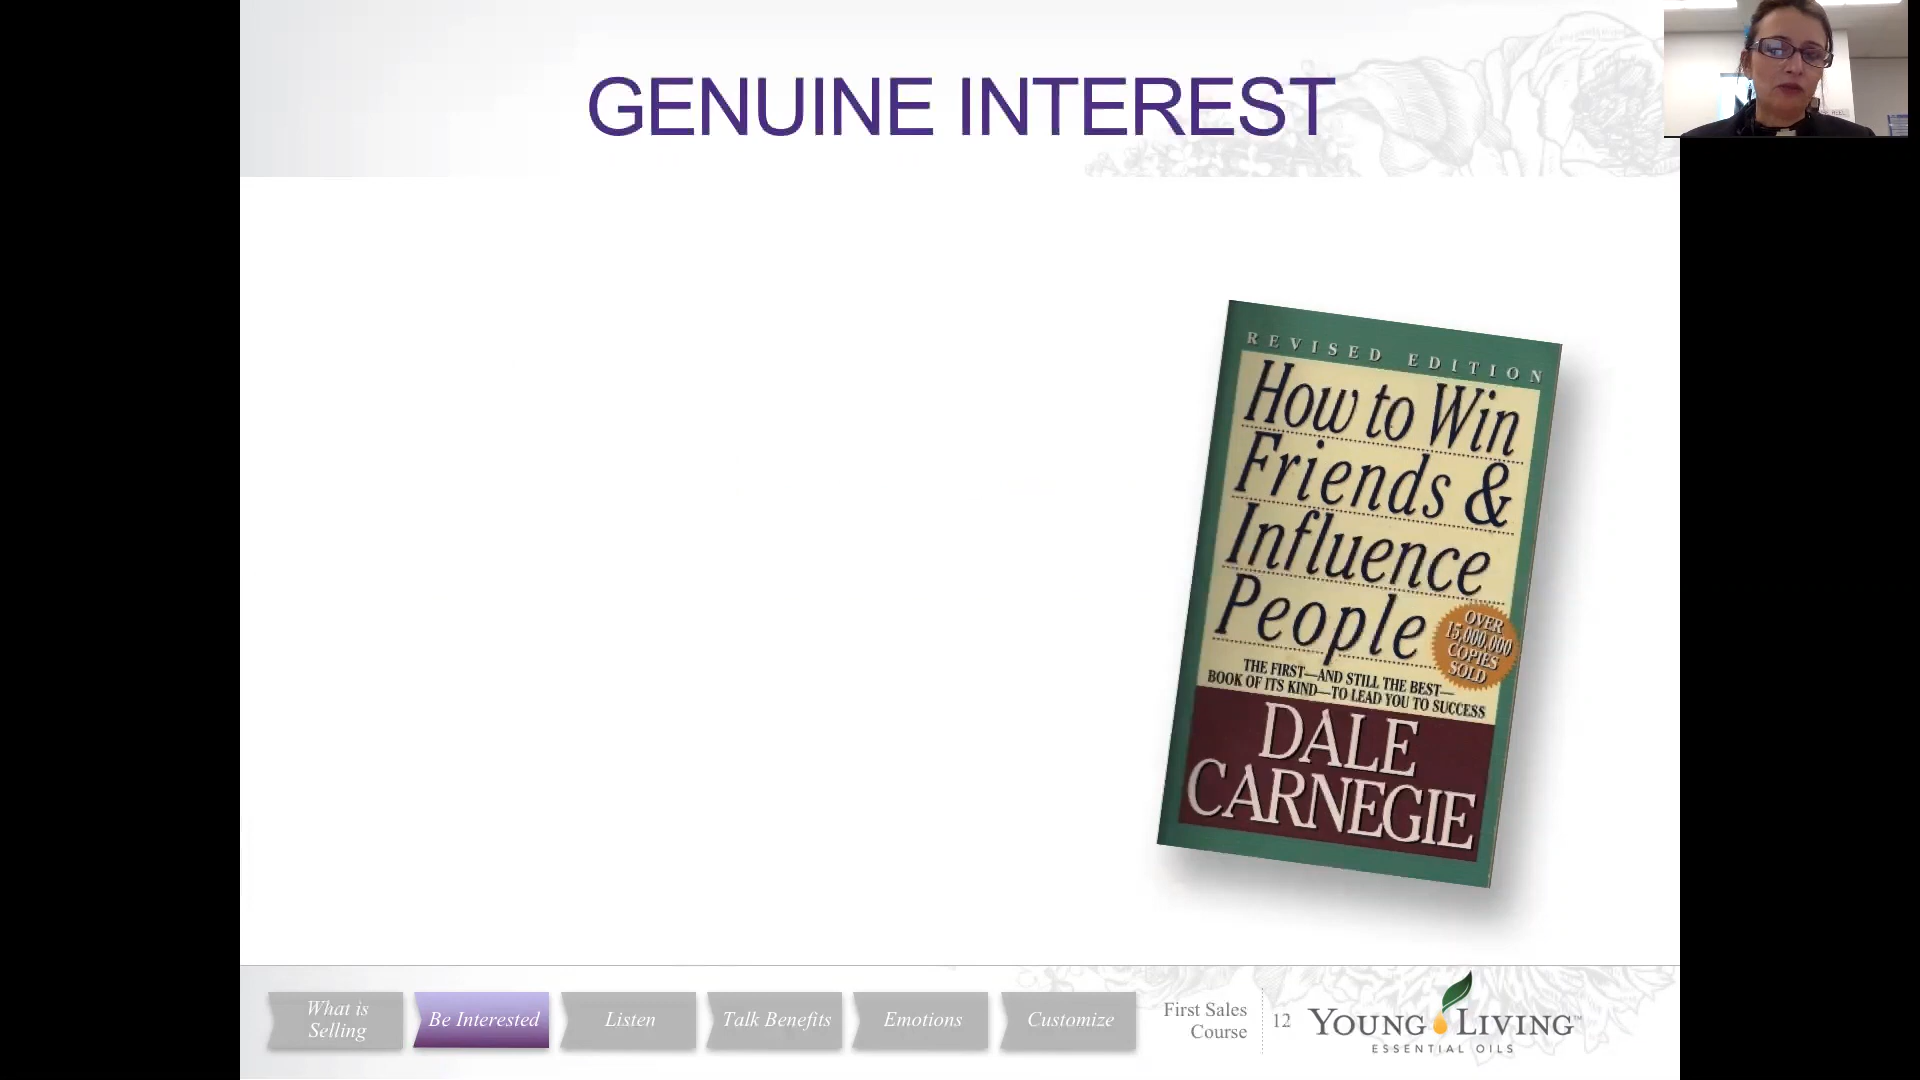 GENUINE INTEREST
REVISED EDITION
How to Win
Friends &
Influence
People
OVER
15,000,000
COPIES
SOLD
THE FIRST—AND STILL THE BEST—
BOOK OF ITS KIND—TO LEAD YOU TO SUCCESS
DALE
CARNEGIE
What is
Selling
Be Interested
Listen
Talk Benefits
Emotions
Customize
First Sales
Course
12
YOUNG LIVING™
ESSENTIAL OILS